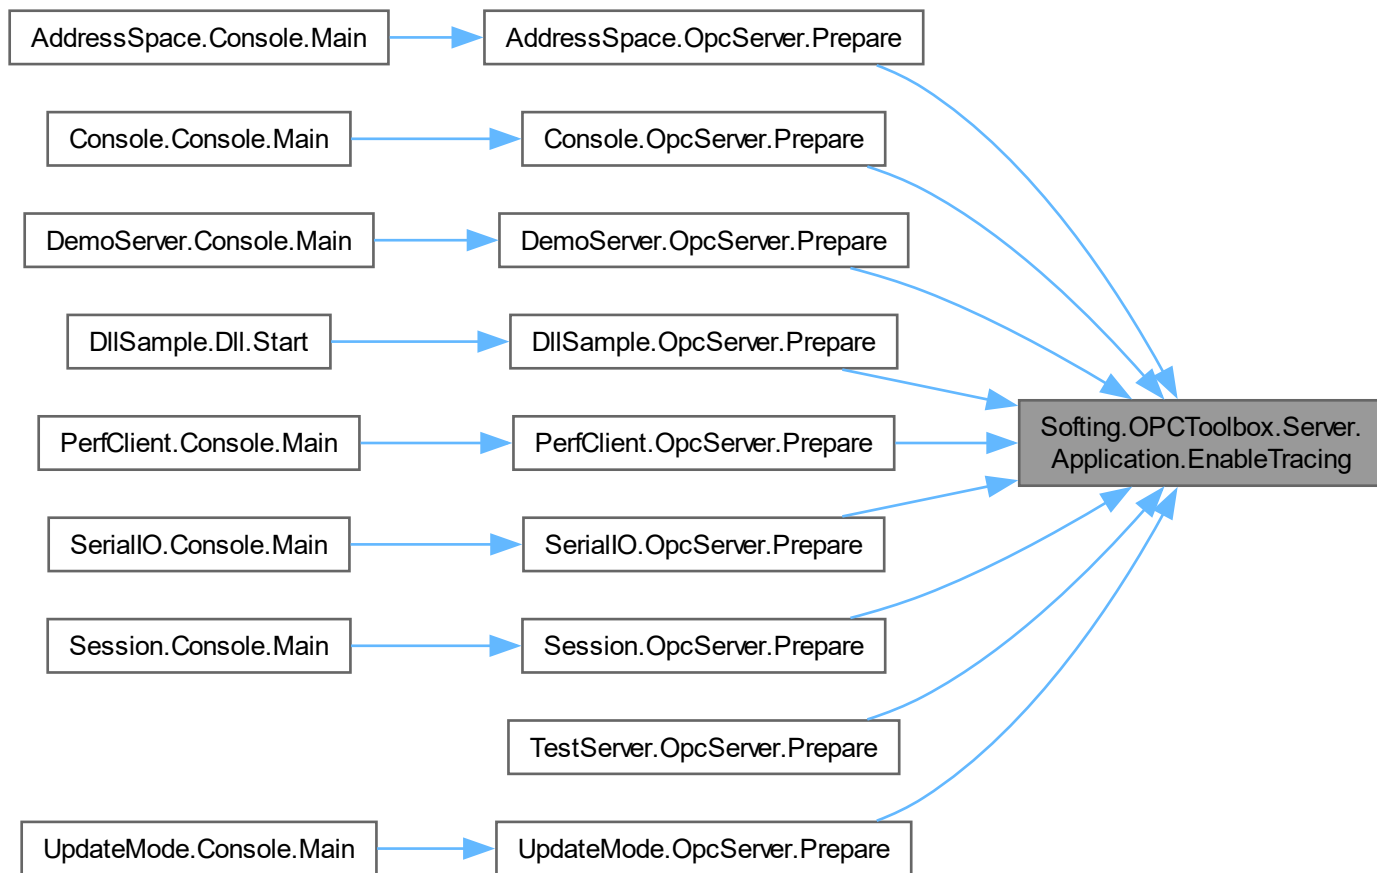 AddressSpace.Console.Main
AddressSpace.OpcServer.Prepare
Console.Console.Main
Console.OpcServer.Prepare
DemoServer.Console.Main
DemoServer.OpcServer.Prepare
DllSample.Dll.Start
DllSample.OpcServer.Prepare
Softing.OPCToolbox.Server.
Application.EnableTracing
PerfClient.Console.Main
PerfClient.OpcServer.Prepare
SerialIO.Console.Main
SerialIO.OpcServer.Prepare
Session.Console.Main
Session.OpcServer.Prepare
TestServer.OpcServer.Prepare
UpdateMode.Console.Main
UpdateMode.OpcServer.Prepare